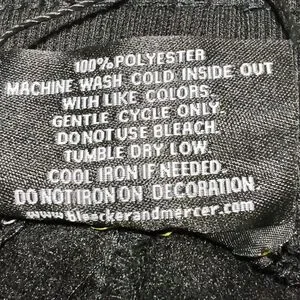 100% POLYESTER
MACHINE WASH COLD INSIDE OUT
WITH LIKE COLORS.
GENTLE CYCLE ONLY
DO NOT USE BLEACH.
TUMBLE DRY LOW.
COOL IRON IF NEEDED.
DO NOT IRON ON DECORATION.
www.bleeckerandmercer.com